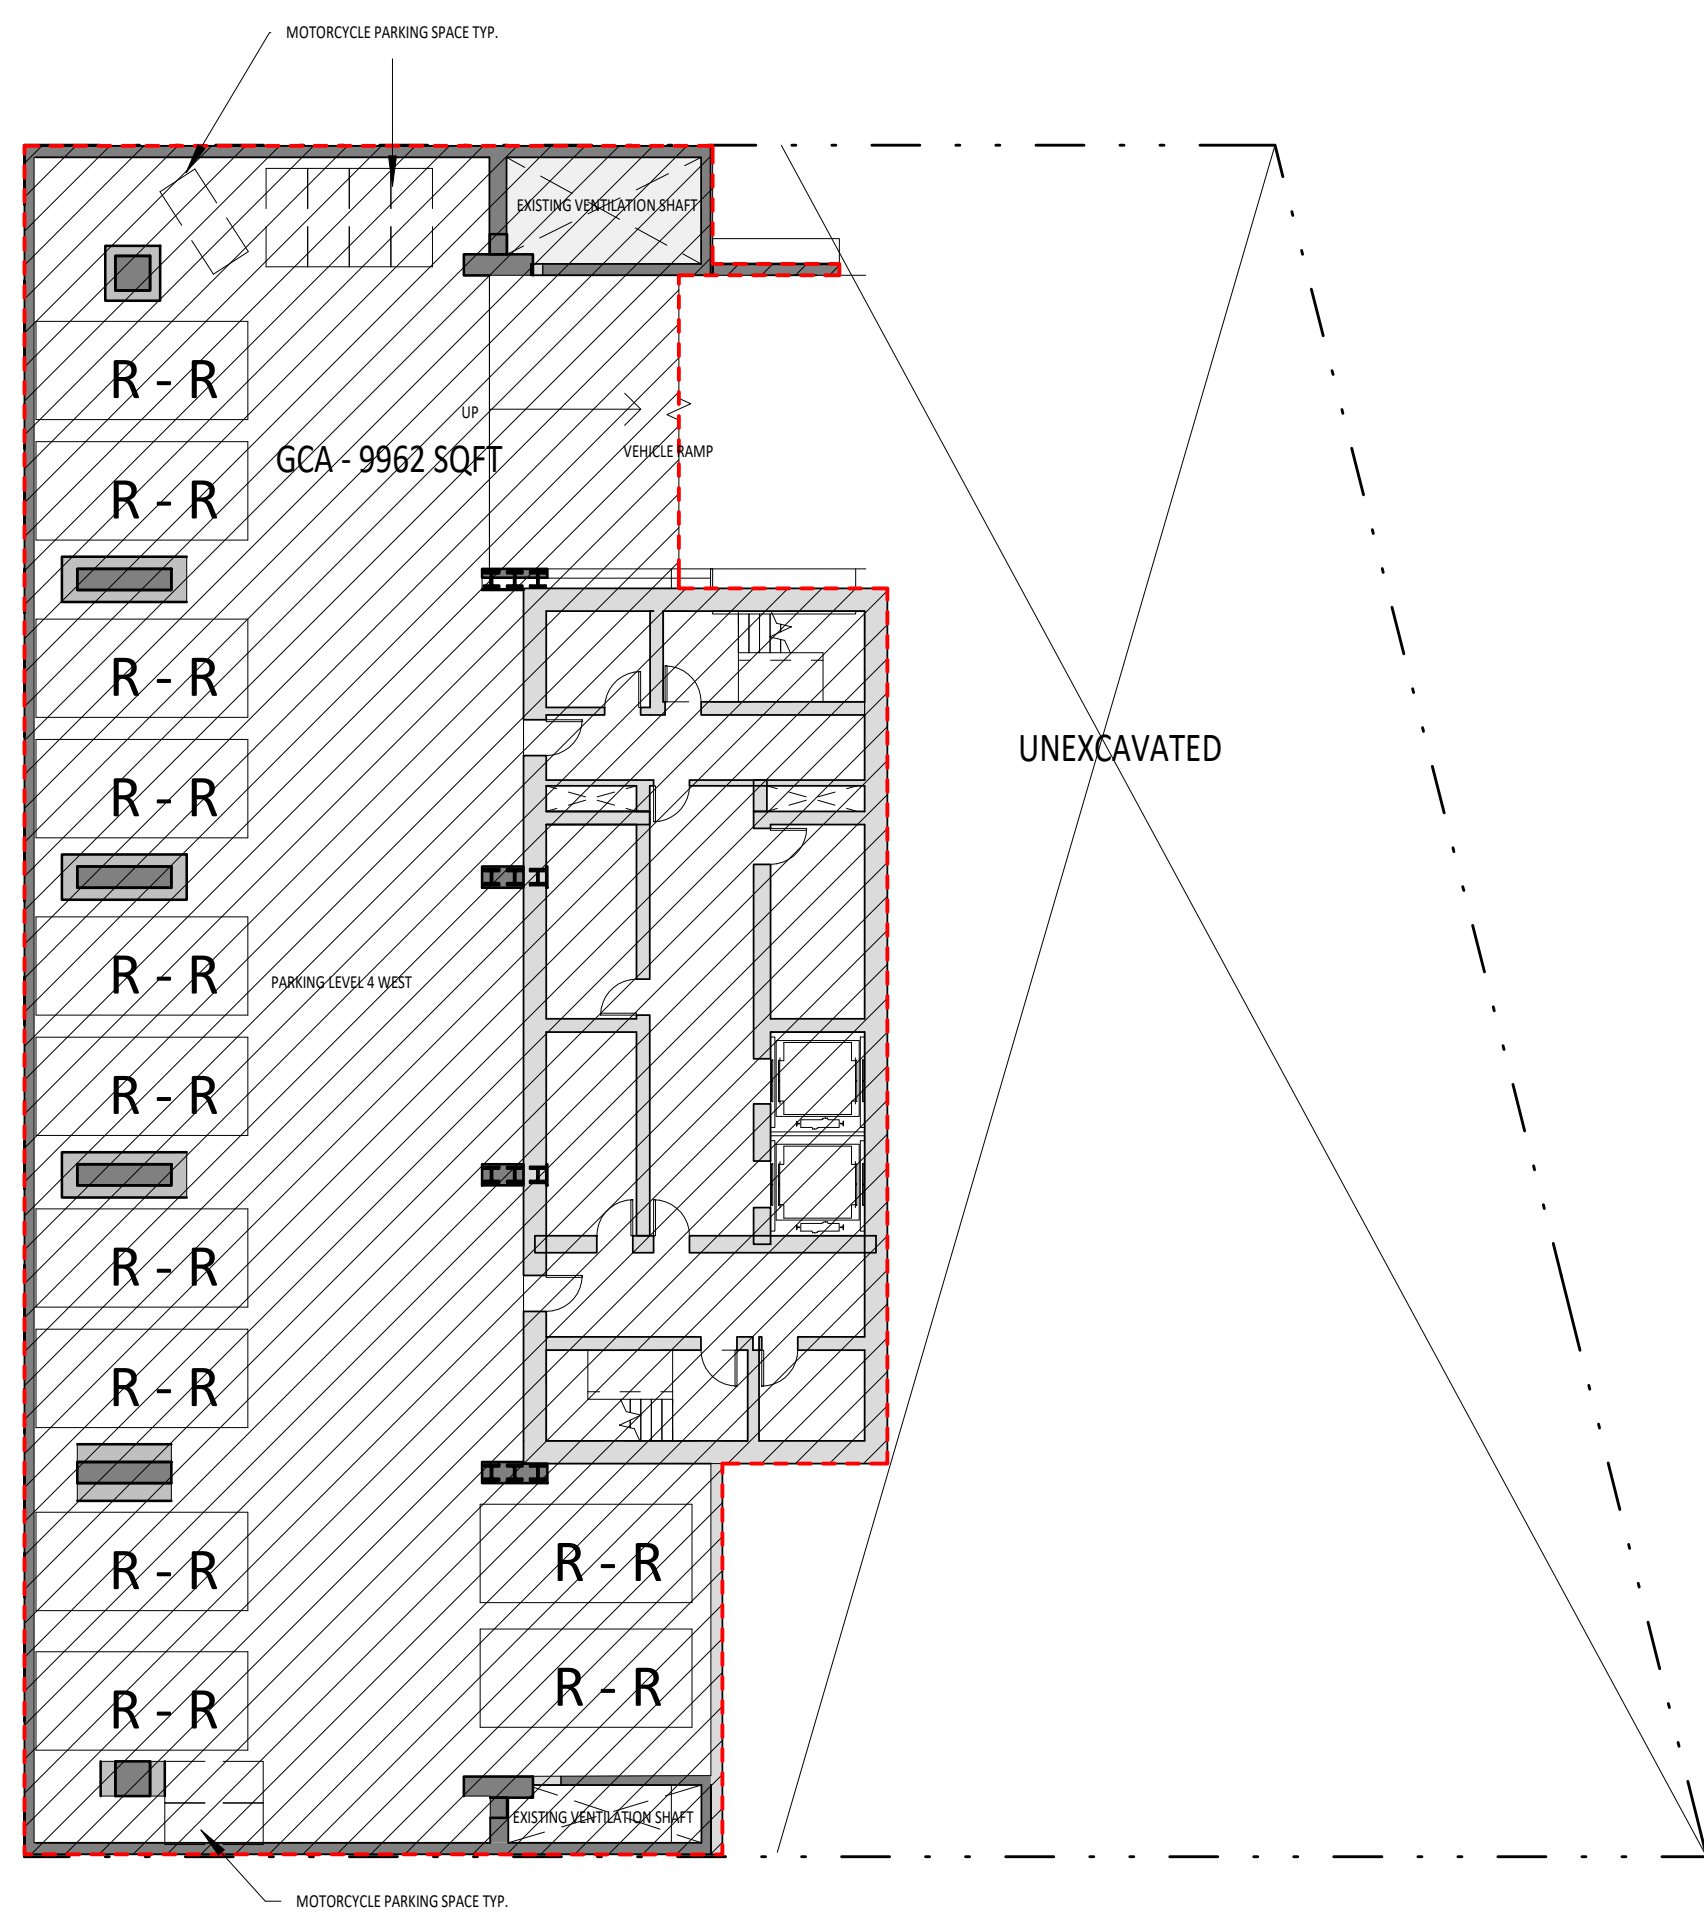 MOTORCYCLE PARKING SPACE TYP.
EXISTING VENTILATION SHAFT
R - R
UP
VEHICLE RAMP
GCA - 9962 SQFT
R - R
R - R
UNEXCAVATED
R - R
R - R
PARKING LEVEL 4 WEST
R - R
R - R
R - R
R - R
R - R
R - R
R - R
EXISTING VENTILATION SHAFT
MOTORCYCLE PARKING SPACE TYP.